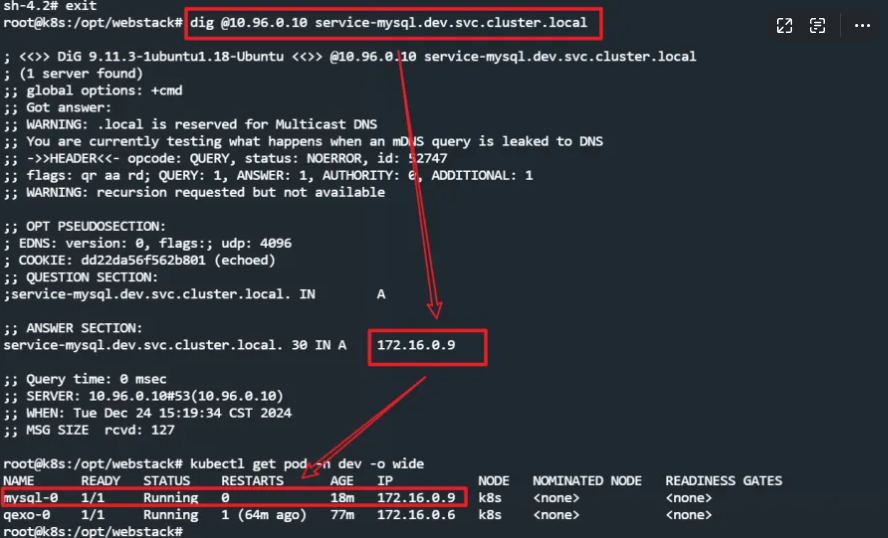 sh-4.2# exit
root@k8s:/opt/webstack# dig @10.96.0.10 service-mysql.dev.svc.cluster.local
; <<>> DiG 9.11.3-1ubuntu1.18-Ubuntu <<>> @10.96.0.10 service-mysql.dev.svc.cluster.local
; (1 server found)
;; global options: +cmd
;; Got answer:
;; WARNING: .local is reserved for Multicast DNS
;; You are currently testing what happens when an mDNS query is leaked to DNS
;; ->>HEADER<<- opcode: QUERY, status: NOERROR, id: 52747
;; flags: qr aa rd; QUERY: 1, ANSWER: 1, AUTHORITY: 0, ADDITIONAL: 1
;; WARNING: recursion requested but not available
;; OPT PSEUDOSECTION:
; EDNS: version: 0, flags:; udp: 4096
; COOKIE: dd22da56f562b801 (echoed)
;; QUESTION SECTION:
;service-mysql.dev.svc.cluster.local. IN A
;; ANSWER SECTION:
service-mysql.dev.svc.cluster.local. 30 IN A 172.16.0.9
;; Query time: 0 msec
;; SERVER: 10.96.0.10#53(10.96.0.10)
;; WHEN: Tue Dec 24 15:19:34 CST 2024
;; MSG SIZE rcvd: 127
root@k8s:/opt/webstack# kubectl get pod -n dev -o wide
NAME READY STATUS RESTARTS AGE IP NODE NOMINATED NODE READINESS GATES
mysql-0 1/1 Running 0 18m 172.16.0.9 k8s <none> <none>
qexo-0 1/1 Running 1 (64m ago) 77m 172.16.0.6 k8s <none> <none>
root@k8s:/opt/webstack#